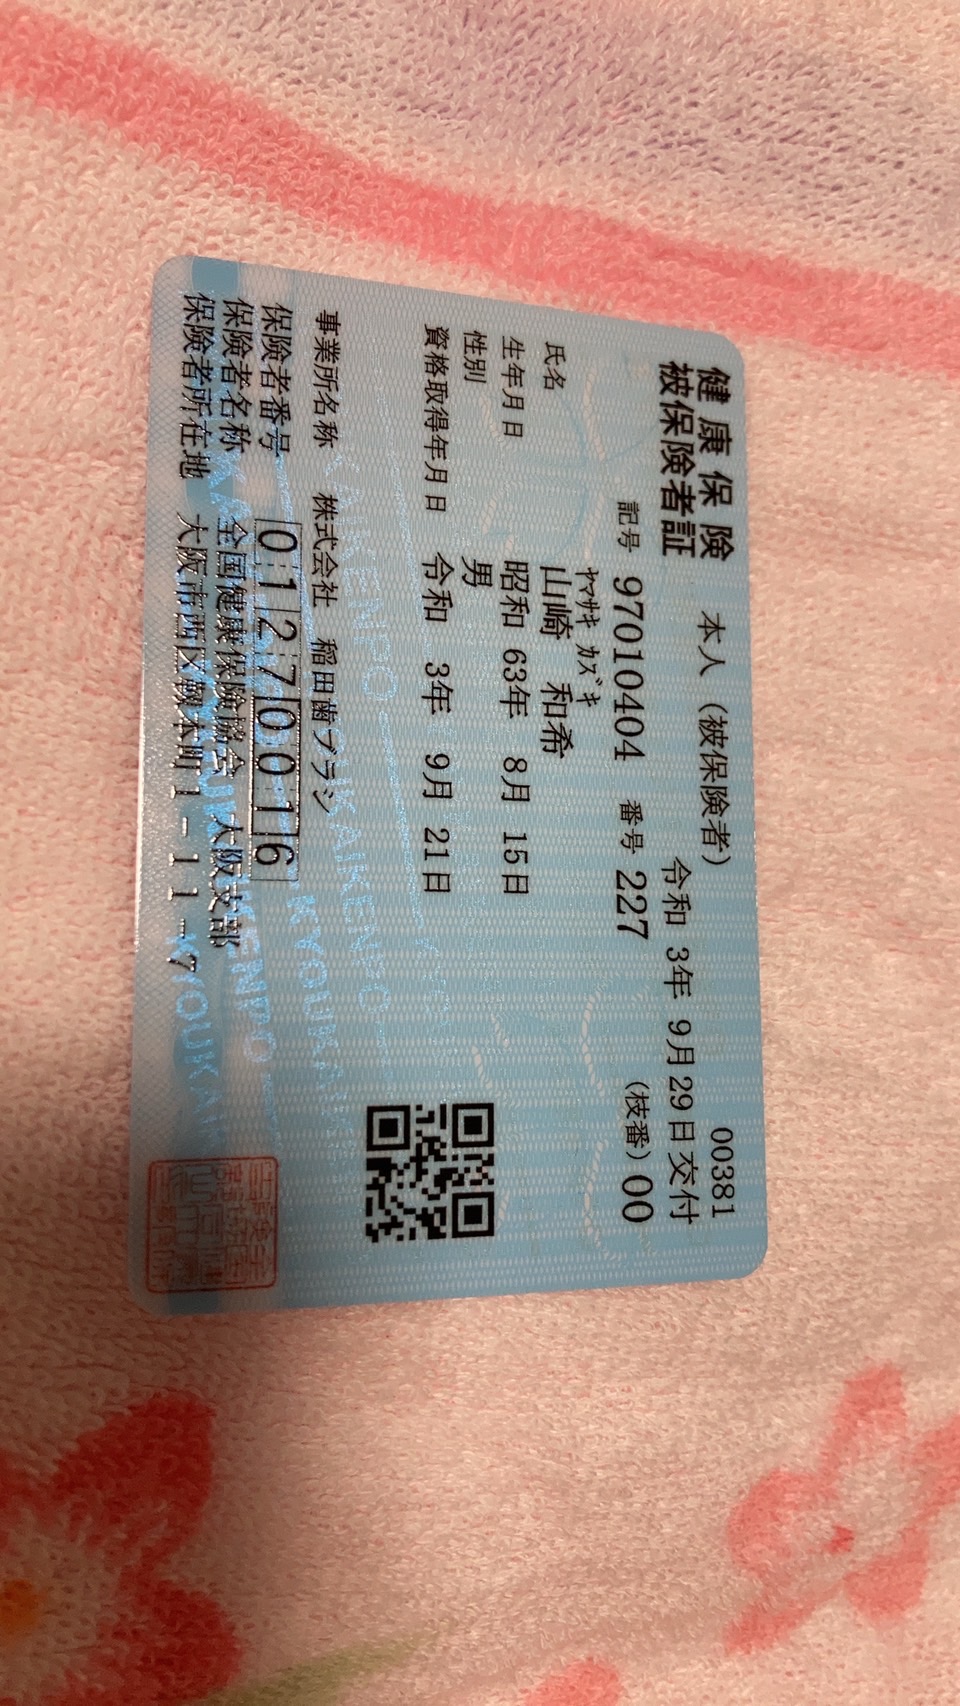 健康保険 本人（被保険者） 00381
被保険者証 令和 3年 9月 29日 交付
記号 97010404 番号 227 （枝番） 00
ヤマサキ カズキ
氏名 山崎 和希
生年月日 昭和 63年 8月 15日
性別 男
資格取得年月日 令和 3年 9月 21日
事業所名称 株式会社 稲田歯ブラシ
保険者番号 01270016
保険者名称 全国健康保険協会 大阪支部
保険者所在地 大阪市西区靱本町1-11-7
KYOUKAIKENPO